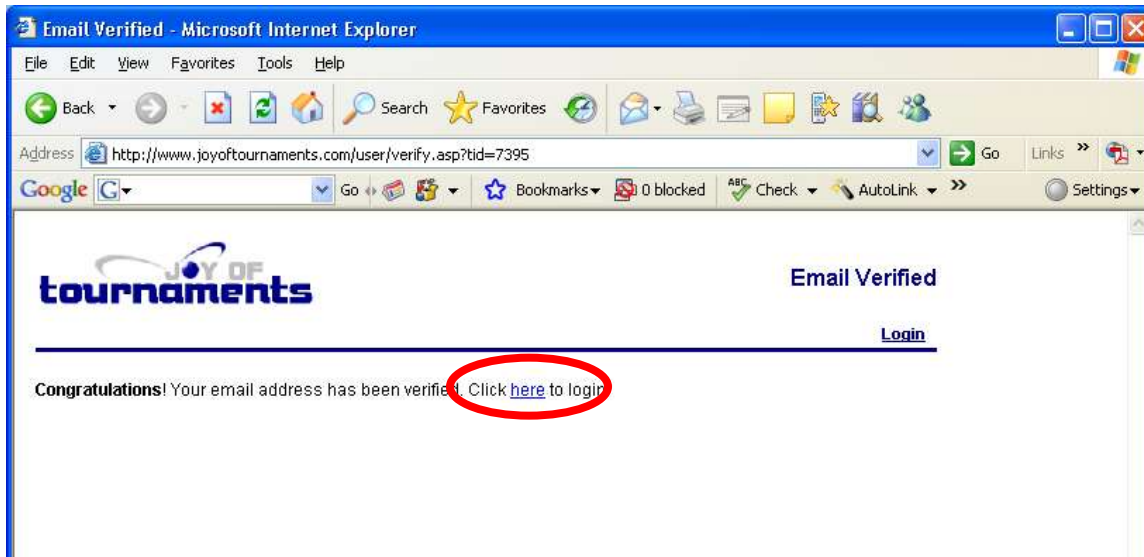 Email Verified - Microsoft Internet Explorer
File Edit View Favorites Tools Help
Back Search Favorites
Address http://www.joyoftournaments.com/user/verify.asp?tid=7395 Go Links »
Google G Go Bookmarks 0 blocked ABC Check AutoLink » Settings
JOY OF
tournaments
Email Verified
Login
Congratulations! Your email address has been verified. Click here to login